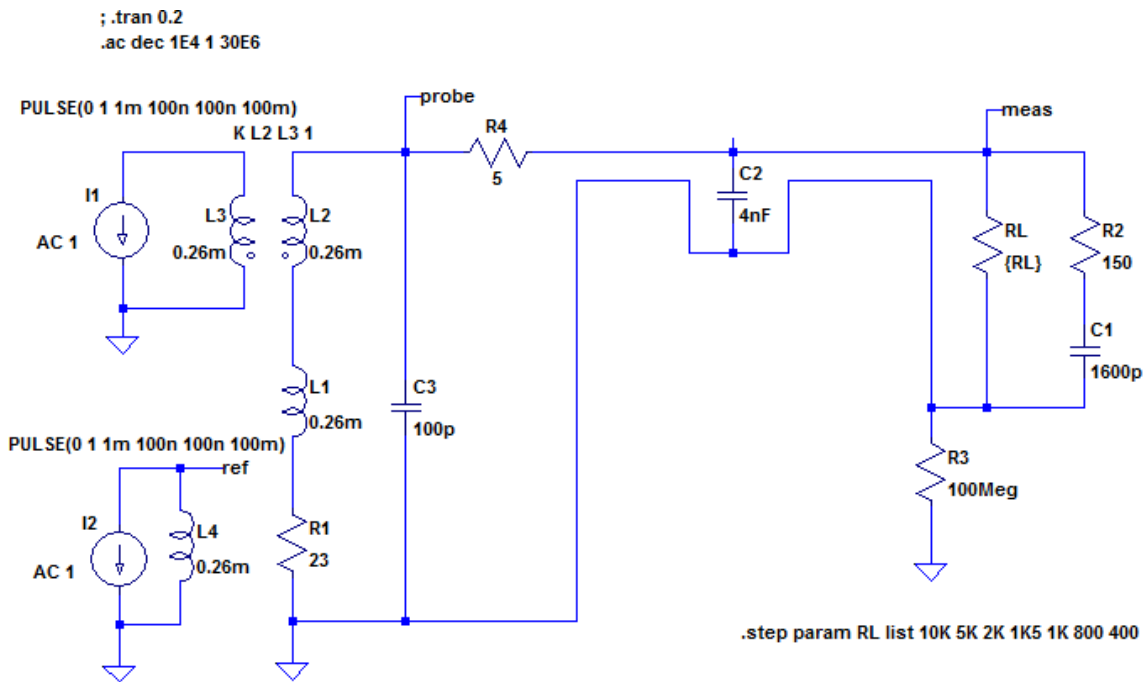 ; .tran 0.2
.ac dec 1E4 1 30E6
PULSE(0 1 1m 100n 100n 100m)
K L2 L3 1
probe
meas
R4
5
C2
4nF
I1
AC 1
L3
0.26m
L2
0.26m
RL
{RL}
R2
150
C1
1600p
L1
0.26m
C3
100p
PULSE(0 1 1m 100n 100n 100m)
ref
I2
AC 1
L4
0.26m
R1
23
R3
100Meg
.step param RL list 10K 5K 2K 1K5 1K 800 400